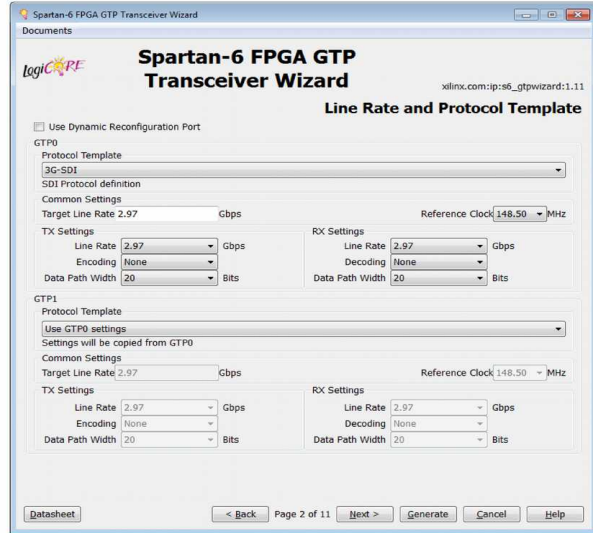 Spartan-6 FPGA GTP Transceiver Wizard
Documents
logiCORE
Spartan-6 FPGA GTP
Transceiver Wizard
xilinx.com:ip:s6_gtpwizard:1.11
Line Rate and Protocol Template
Use Dynamic Reconfiguration Port
GTP0
Protocol Template
3G-SDI
SDI Protocol definition
Common Settings
Target Line Rate 2.97 Gbps Reference Clock 148.50 MHz
TX Settings RX Settings
Line Rate 2.97 Gbps Line Rate 2.97 Gbps
Encoding None Decoding None
Data Path Width 20 Bits Data Path Width 20 Bits
GTP1
Protocol Template
Use GTP0 settings
Settings will be copied from GTP0
Common Settings
Target Line Rate 2.97 Gbps Reference Clock 148.50 MHz
TX Settings RX Settings
Line Rate 2.97 Gbps Line Rate 2.97 Gbps
Encoding None Decoding None
Data Path Width 20 Bits Data Path Width 20 Bits
Datasheet < Back Page 2 of 11 Next > Generate Cancel Help